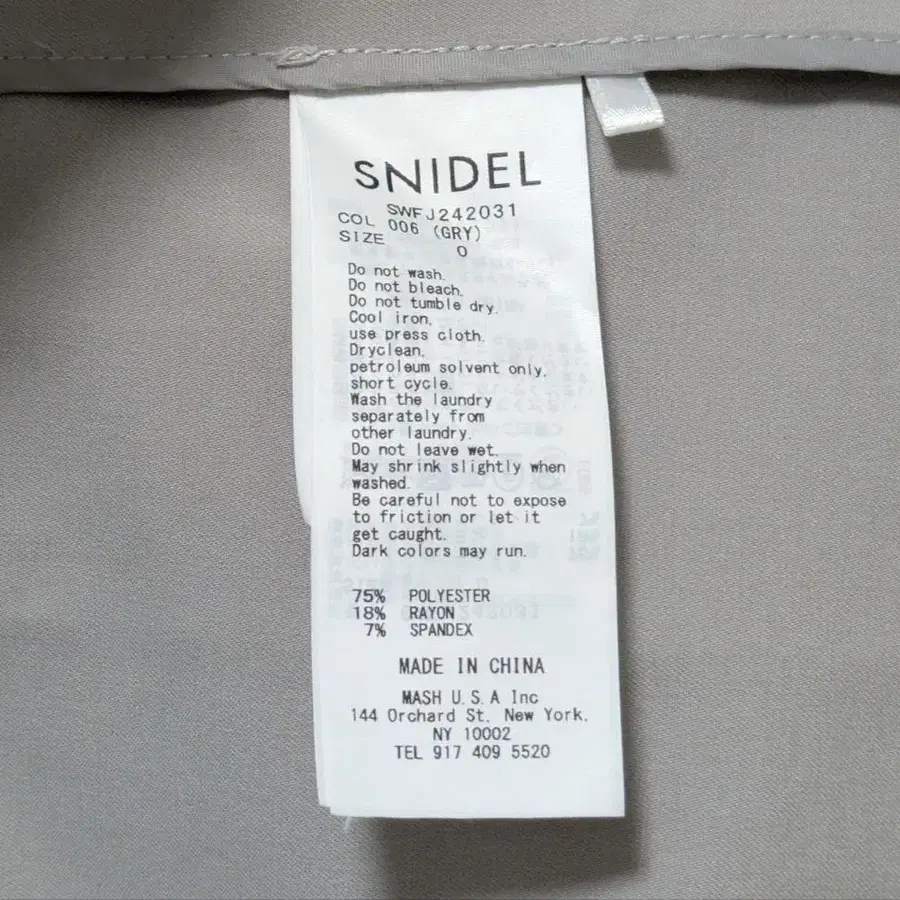 SNIDEL
SWFJ242031
COL 006 (GRY)
SIZE 0
Do not wash.
Do not bleach.
Do not tumble dry.
Cool iron,
use press cloth.
Dryclean,
petroleum solvent only,
short cycle.
Wash the laundry
separately from
other laundry.
Do not leave wet.
May shrink slightly when
washed.
Be careful not to expose
to friction or let it
get caught.
Dark colors may run.
75% POLYESTER
18% RAYON
7% SPANDEX
MADE IN CHINA
MASH U.S.A Inc
144 Orchard St, New York,
NY 10002
TEL 917 409 5520